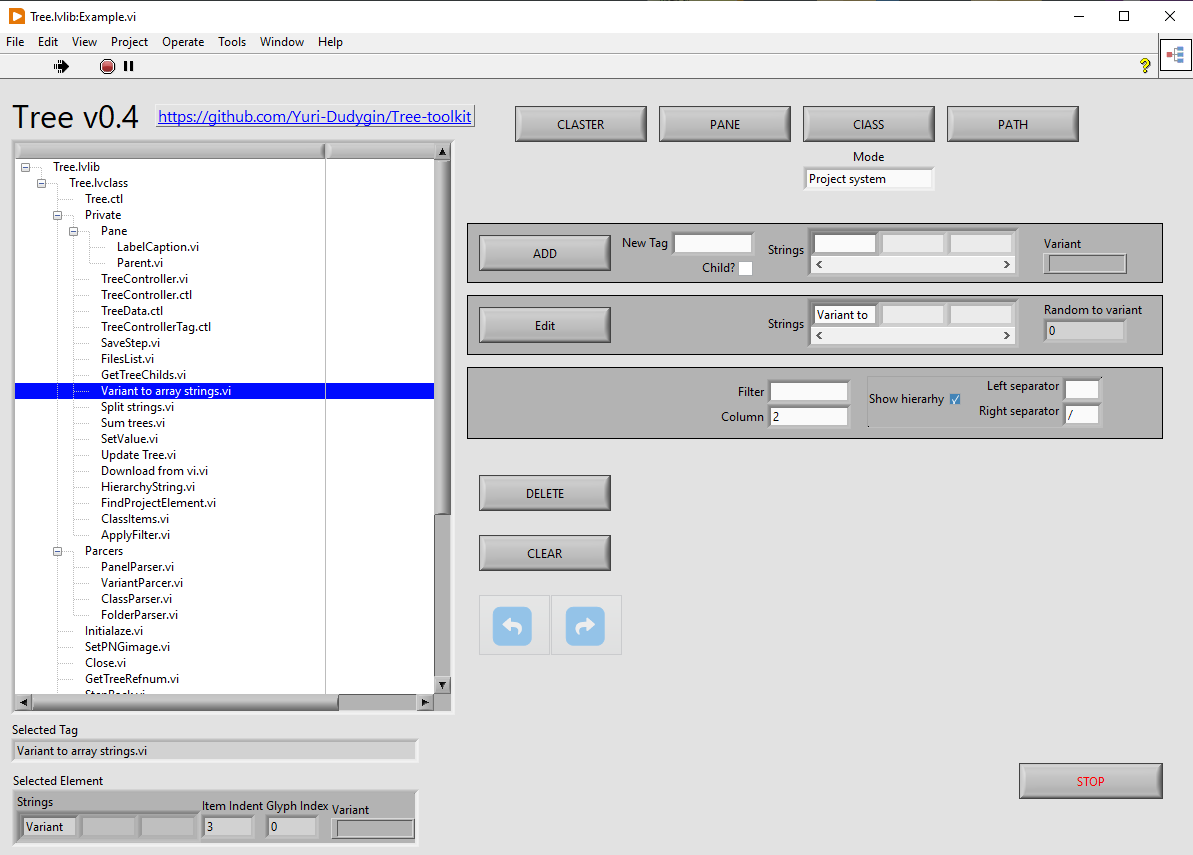 Tree.lvlib:Example.vi
File Edit View Project Operate Tools Window Help
Tree v0.4 https://github.com/Yuri-Dudygin/Tree-toolkit
CLASTER PANE ClASS PATH
Mode
Project system
Tree.lvlib
Tree.lvclass
Tree.ctl
Private
Pane
LabelCaption.vi
Parent.vi
TreeController.vi
TreeController.ctl
TreeData.ctl
TreeControllerTag.ctl
SaveStep.vi
FilesList.vi
GetTreeChilds.vi
Variant to array strings.vi
Split strings.vi
Sum trees.vi
SetValue.vi
Update Tree.vi
Download from vi.vi
HierarchyString.vi
FindProjectElement.vi
ClassItems.vi
ApplyFilter.vi
Parcers
PanelParser.vi
VariantParcer.vi
ClassParser.vi
FolderParser.vi
Initialaze.vi
SetPNGimage.vi
Close.vi
GetTreeRefnum.vi
StepBack.vi
ADD New Tag Strings Variant
Child?
Edit Strings Variant to Random to variant
0
Filter Show hierarhy Left separator
Column 2 Right separator /
DELETE
CLEAR
Selected Tag
Variant to array strings.vi
Selected Element
Strings Item Indent Glyph Index Variant
Variant 3 0
STOP